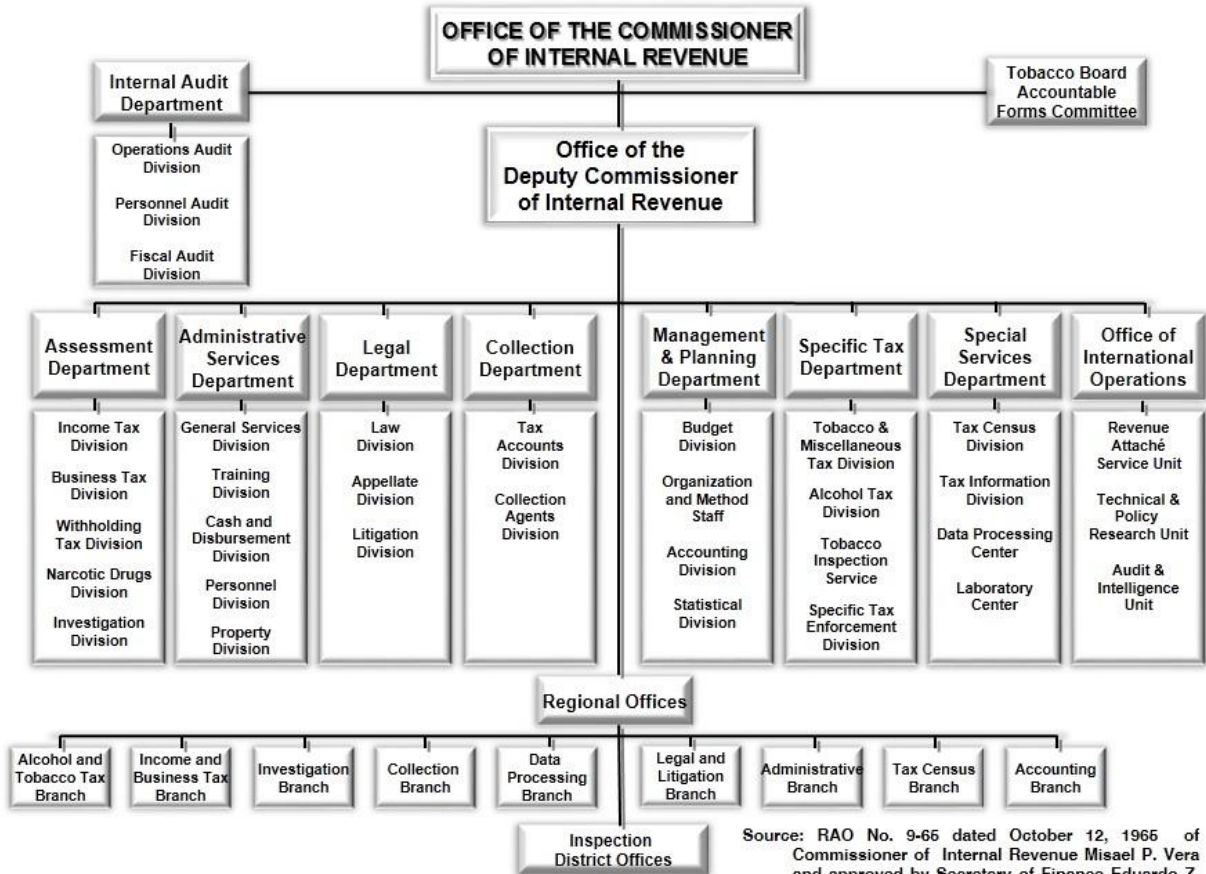 OFFICE OF THE COMMISSIONER
OF INTERNAL REVENUE
Internal Audit
Department
Tobacco Board
Accountable
Forms Committee
Operations Audit
Division
Personnel Audit
Division
Fiscal Audit
Division
Office of the
Deputy Commissioner
of Internal Revenue
Assessment
Department
Administrative
Services
Department
Legal
Department
Collection
Department
Management
& Planning
Department
Specific Tax
Department
Special
Services
Department
Office of
International
Operations
Income Tax
Division
Business Tax
Division
Withholding
Tax Division
Narcotic Drugs
Division
Investigation
Division
General Services
Division
Training
Division
Cash and
Disbursement
Division
Personnel
Division
Property
Division
Law
Division
Appellate
Division
Litigation
Division
Tax
Accounts
Division
Collection
Agents
Division
Budget
Division
Organization
and Method
Staff
Accounting
Division
Statistical
Division
Tobacco &
Miscellaneous
Tax Division
Alcohol Tax
Division
Tobacco
Inspection
Service
Specific Tax
Enforcement
Division
Tax Census
Division
Tax Information
Division
Data Processing
Center
Laboratory
Center
Revenue
Attaché
Service Unit
Technical &
Policy
Research Unit
Audit &
Intelligence
Unit
Regional Offices
Alcohol and
Tobacco Tax
Branch
Income and
Business Tax
Branch
Investigation
Branch
Collection
Branch
Data
Processing
Branch
Legal and
Litigation
Branch
Administrative
Branch
Tax Census
Branch
Accounting
Branch
Inspection
District Offices
Source: RAO No. 9-65 dated October 12, 1965 of
Commissioner of Internal Revenue Misael P. Vera
and approved by Secretary of Finance Eduardo Z.